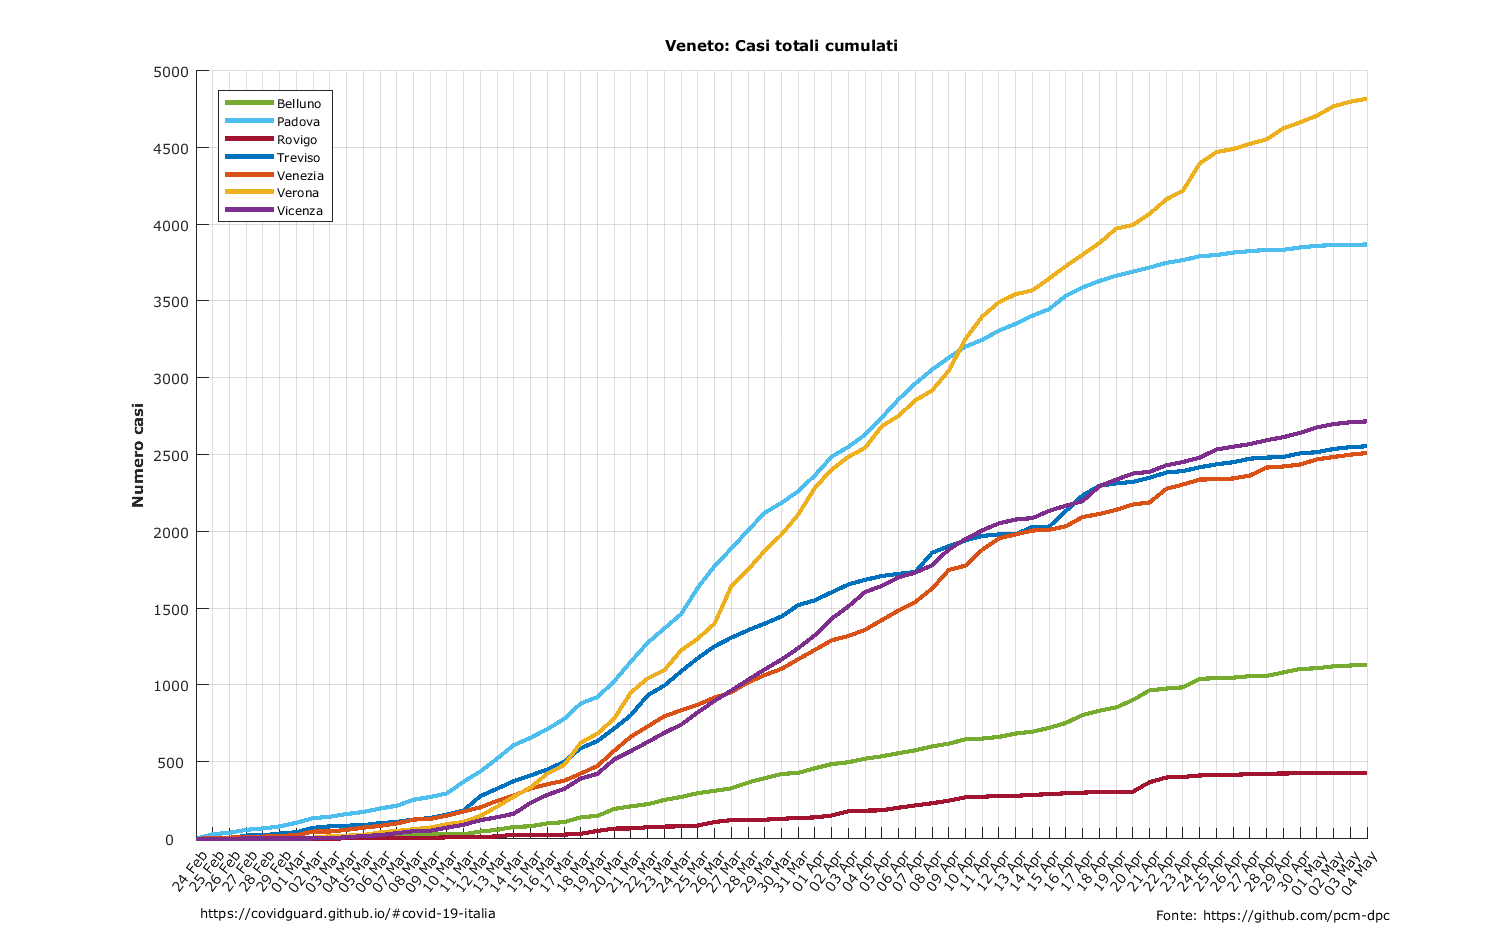 Veneto: Casi totali cumulati
5000
4500
4000
3500
3000
2500
2000
1500
1000
500
0
Numero casi
Belluno
Padova
Rovigo
Treviso
Venezia
Verona
Vicenza
24 Feb
25 Feb
26 Feb
27 Feb
28 Feb
29 Feb
01 Mar
02 Mar
03 Mar
04 Mar
05 Mar
06 Mar
07 Mar
08 Mar
09 Mar
10 Mar
11 Mar
12 Mar
13 Mar
14 Mar
15 Mar
16 Mar
17 Mar
18 Mar
19 Mar
20 Mar
21 Mar
22 Mar
23 Mar
24 Mar
25 Mar
26 Mar
27 Mar
28 Mar
29 Mar
30 Mar
31 Mar
01 Apr
02 Apr
03 Apr
04 Apr
05 Apr
06 Apr
07 Apr
08 Apr
09 Apr
10 Apr
11 Apr
12 Apr
13 Apr
14 Apr
15 Apr
16 Apr
17 Apr
18 Apr
19 Apr
20 Apr
21 Apr
22 Apr
23 Apr
24 Apr
25 Apr
26 Apr
27 Apr
28 Apr
29 Apr
30 Apr
01 May
02 May
03 May
04 May
https://covidguard.github.io/#covid-19-italia
Fonte: https://github.com/pcm-dpc